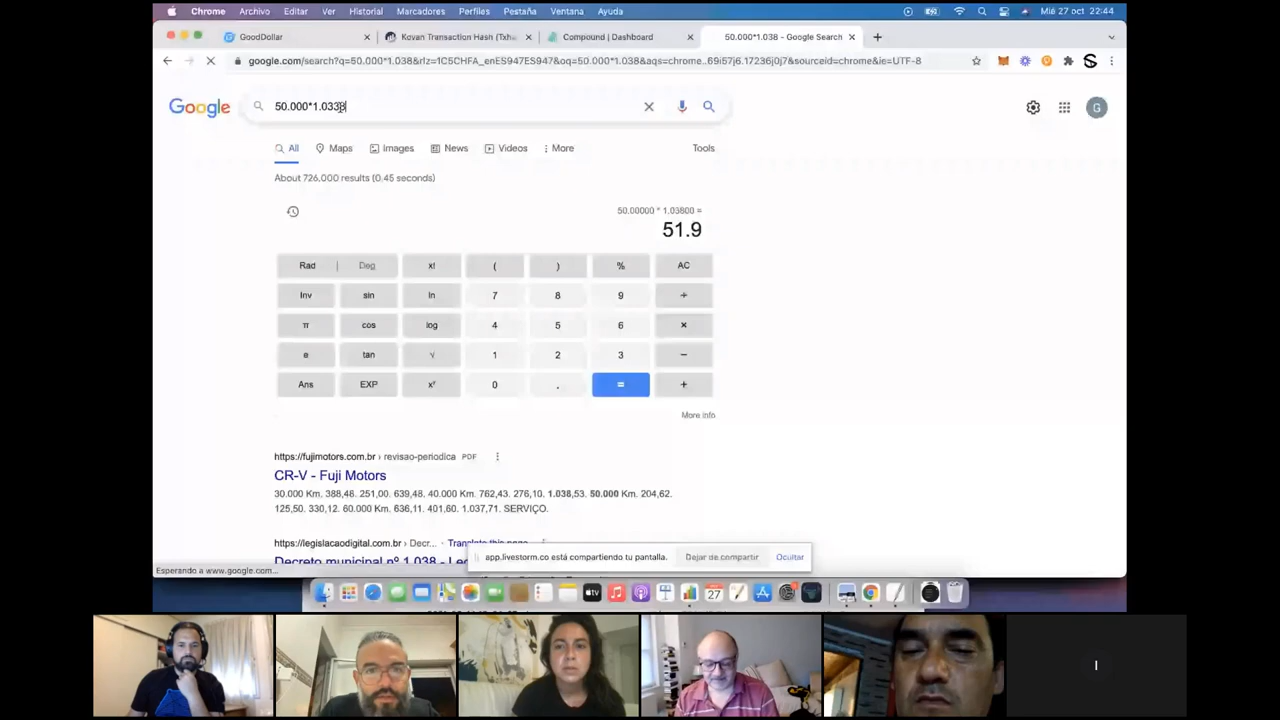 Chrome Archivo Editar Ver Historial Marcadores Perfiles Pestaña Ventana Ayuda Mié 27 oct 22:44
GoodDollar Kovan Transaction Hash (Txha Compound | Dashboard 50.000*1.038 - Google Search
google.com/search?q=50.000*1.038&rlz=1C5CHFA_enES947ES947&oq=50.000*1.038&aqs=chrome..69i57j6.17236j0j7&sourceid=chrome&ie=UTF-8
Google 50.000*1.0338 G
All Maps Images News Videos More Tools
About 726,000 results (0.45 seconds)
50.00000 * 1.03800 =
51.9
Rad Deg x! ( ) % AC
Inv sin ln 7 8 9 ÷
π cos log 4 5 6 ×
e tan √ 1 2 3 −
Ans EXP xʸ 0 . = +
More info
https://fujimotors.com.br › revisao-periodica PDF
CR-V - Fuji Motors
30.000 Km. 388,48. 251,00. 639,48. 40.000 Km. 762,43. 276,10. 1.038,53. 50.000 Km. 204,62.
125,50. 330,12. 60.000 Km. 636,11. 401,60. 1.037,71. SERVIÇO.
https://legislacaodigital.com.br › Decr... Translate this page
Decreto municipal nº 1.038 - Le
app.livestorm.co está compartiendo tu pantalla. Dejar de compartir Ocultar
Esperando a www.google.com...
27
tv
I